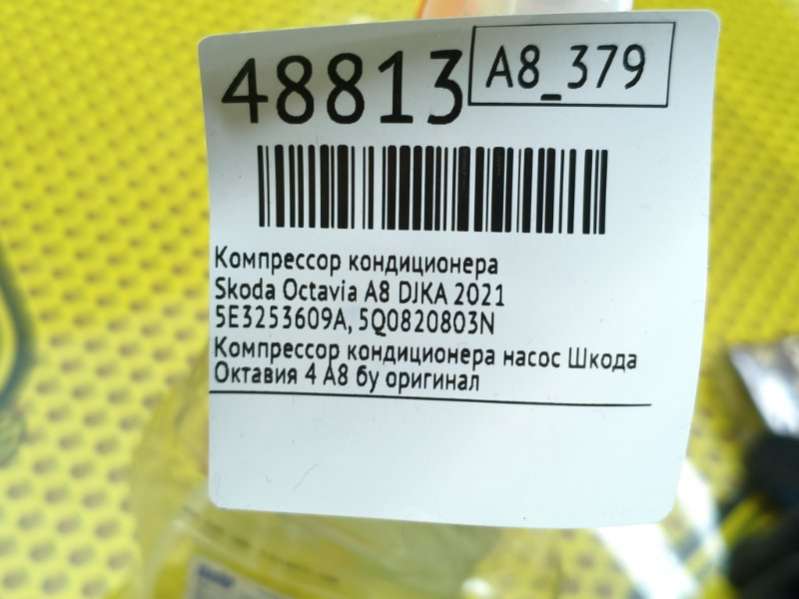 48813
A8_379
Компрессор кондиционера
Skoda Octavia A8 DJKA 2021
5E3253609A, 5Q0820803N
Компрессор кондиционера насос Шкода
Октавия 4 А8 бу оригинал